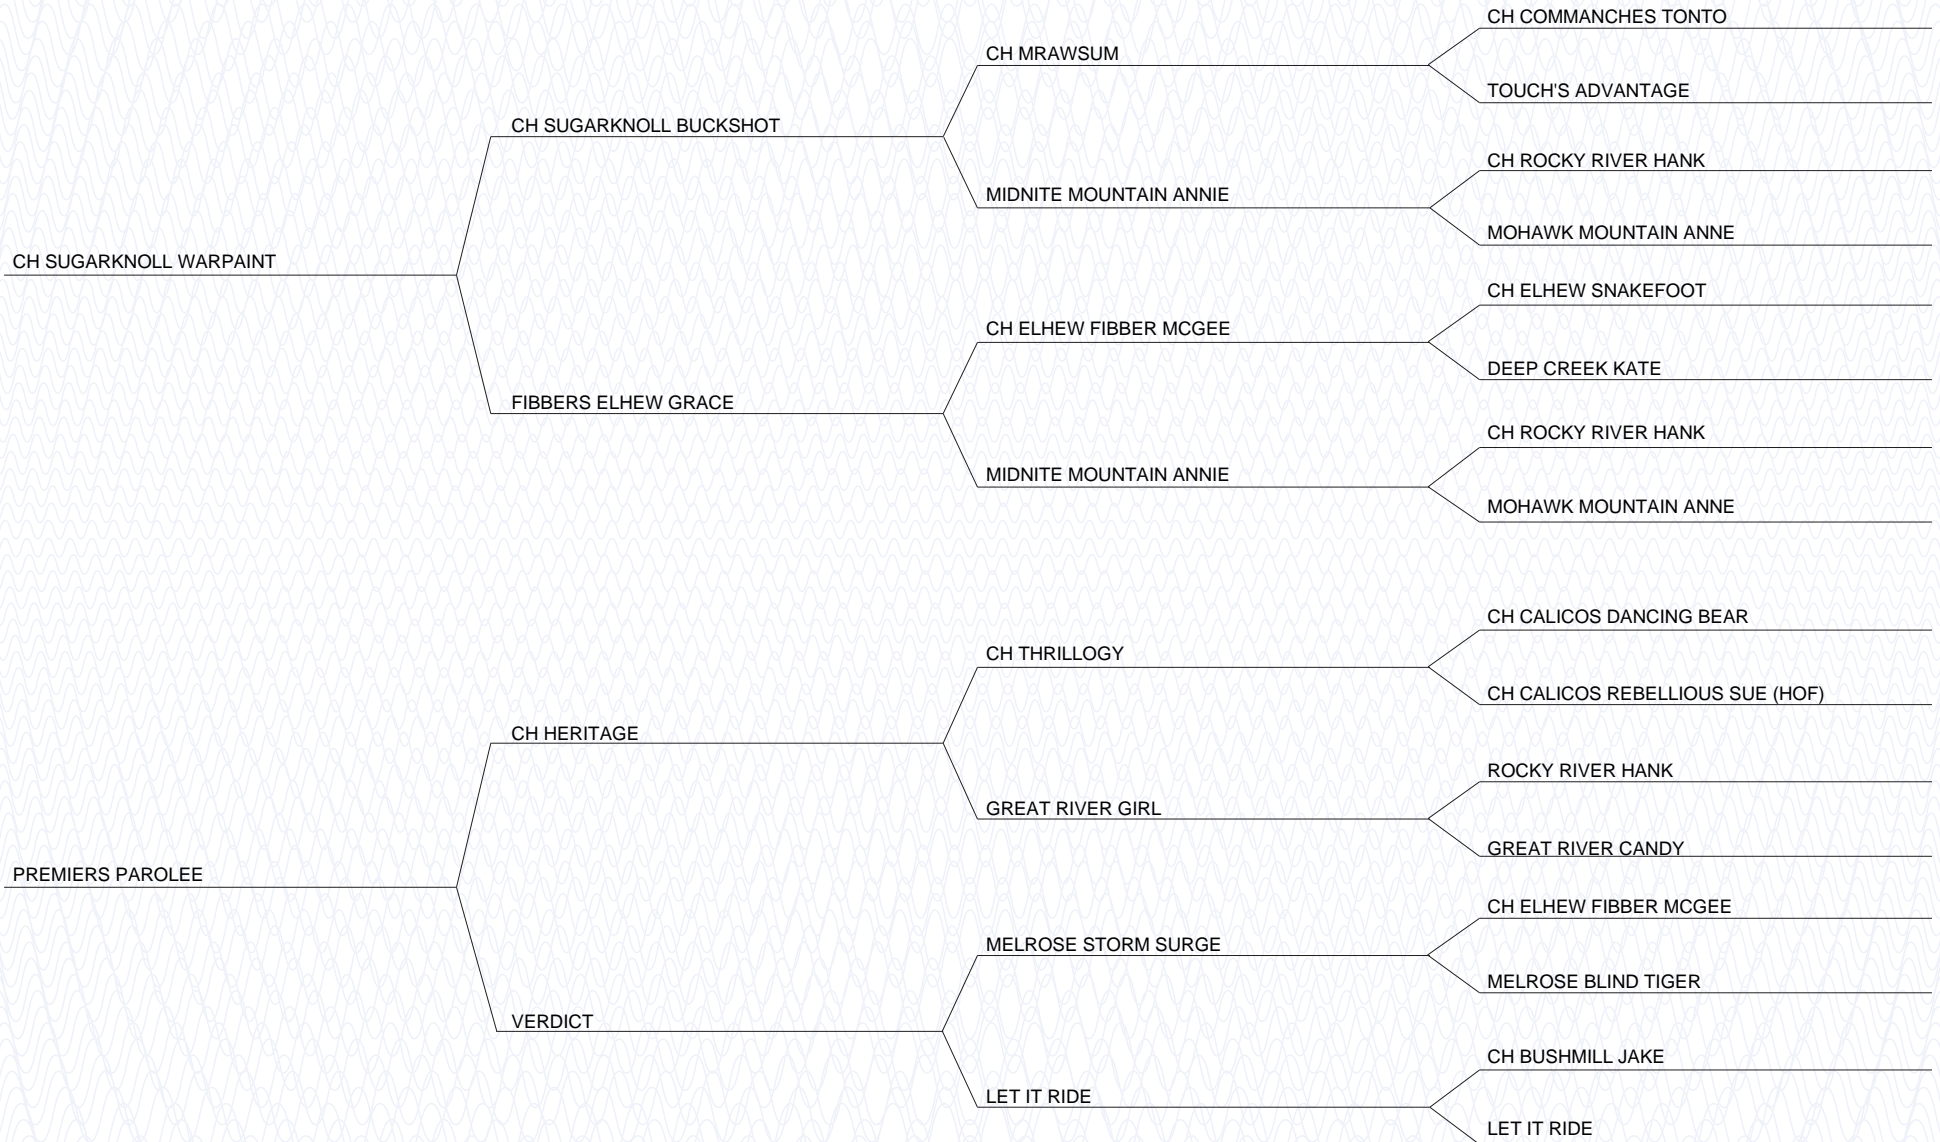 CH COMMANCHES TONTO
CH MRAWSUM
TOUCH'S ADVANTAGE
CH SUGARKNOLL BUCKSHOT
CH ROCKY RIVER HANK
MIDNITE MOUNTAIN ANNIE
MOHAWK MOUNTAIN ANNE
CH SUGARKNOLL WARPAINT
CH ELHEW SNAKEFOOT
CH ELHEW FIBBER MCGEE
DEEP CREEK KATE
FIBBERS ELHEW GRACE
CH ROCKY RIVER HANK
MIDNITE MOUNTAIN ANNIE
MOHAWK MOUNTAIN ANNE
CH CALICOS DANCING BEAR
CH THRILLOGY
CH CALICOS REBELLIOUS SUE (HOF)
CH HERITAGE
ROCKY RIVER HANK
GREAT RIVER GIRL
GREAT RIVER CANDY
PREMIERS PAROLEE
CH ELHEW FIBBER MCGEE
MELROSE STORM SURGE
MELROSE BLIND TIGER
VERDICT
CH BUSHMILL JAKE
LET IT RIDE
LET IT RIDE